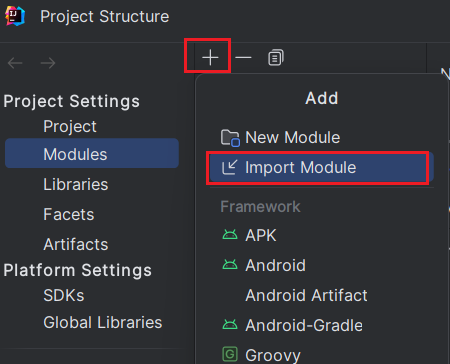 Project Structure
Add
Project Settings
Project
Modules
Libraries
Facets
Artifacts
Platform Settings
SDKs
Global Libraries
New Module
Import Module
Framework
APK
Android
Android Artifact
Android-Gradle
Groovy